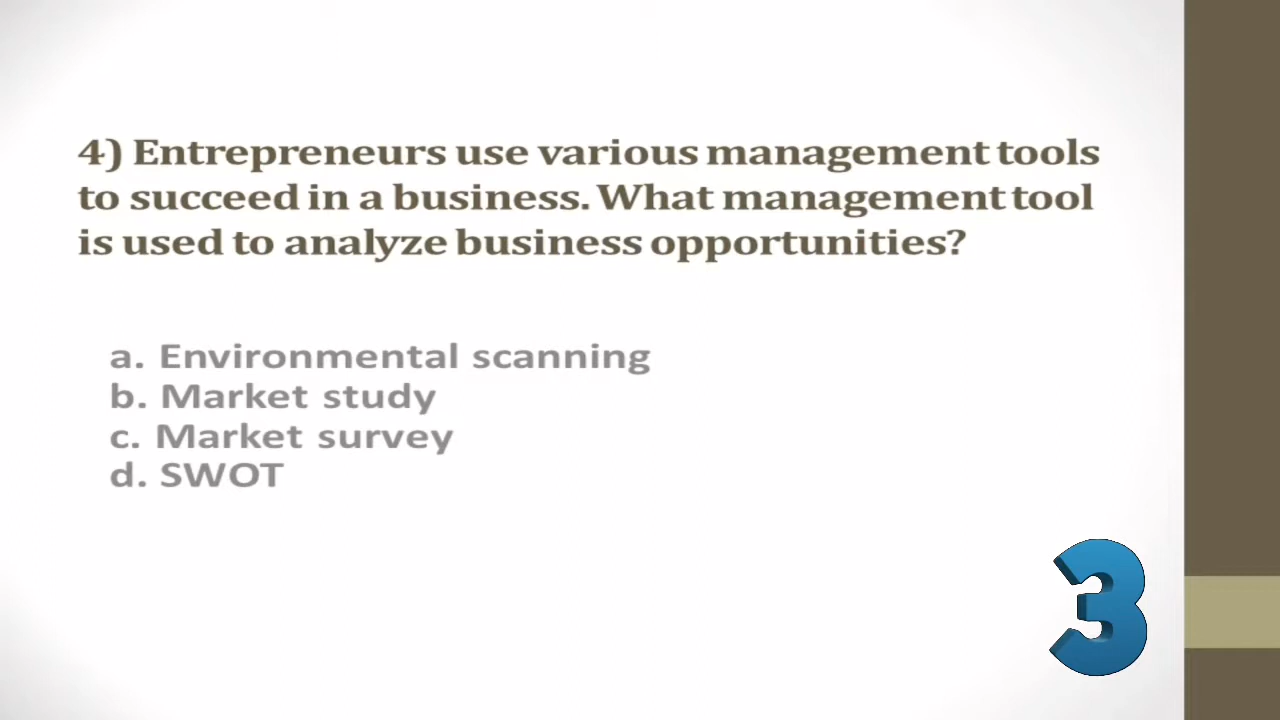 4) Entrepreneurs use various management tools
to succeed in a business. What management tool
is used to analyze business opportunities?
a. Environmental scanning
b. Market study
c. Market survey
d. SWOT
3